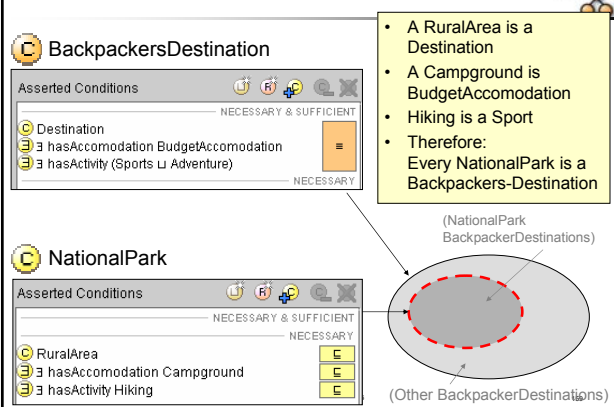 BackpackersDestination
Asserted Conditions
NECESSARY & SUFFICIENT
Destination
∃ hasAccomodation BudgetAccomodation
∃ hasActivity (Sports ⊔ Adventure)
≡
NECESSARY
• A RuralArea is a
Destination
• A Campground is
BudgetAccomodation
• Hiking is a Sport
• Therefore:
Every NationalPark is a
Backpackers-Destination
NationalPark
Asserted Conditions
NECESSARY & SUFFICIENT
NECESSARY
RuralArea ⊑
∃ hasAccomodation Campground ⊑
∃ hasActivity Hiking ⊑
(NationalPark
BackpackerDestinations)
(Other BackpackerDestinations)